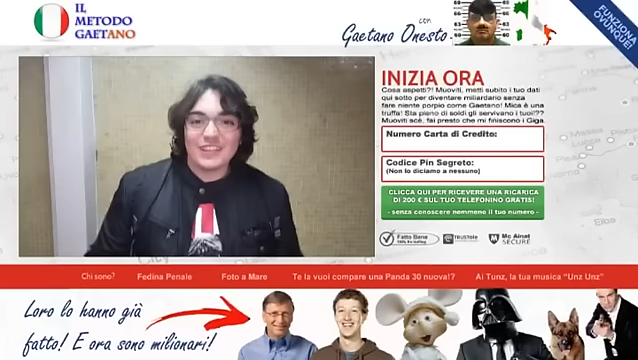 IL
METODO
GAETANO
con
Gaetano Onesto
FUNZIONA
OVUNQUE!
INIZIA ORA
Cosa aspetti?! Muoviti, metti subito i tuo dati
qui sotto per diventare miliardario senza
fare niente porpio come Gaetano! Mica è una
truffa! Sta pieno di soldi gli servivano i tuoi!??
Muoviti scè, fai presto che mi finiscono i Giga.
Numero Carta di Credito:
Codice Pin Segreto:
(Non lo diciamo a nessuno)
CLICCA QUI PER RICEVERE UNA RICARICA
DI 200 € SUL TUO TELEFONINO GRATIS!
- senza conoscere nemmeno il tuo numero -
Fatto Bene
Mc Ainat
SECURE
Chi sono?
Fedina Penale
Foto a Mare
Te la vuoi compare una Panda 30 nuova!?
Ai Tunz, la tua musica "Unz Unz"
Loro lo hanno già
fatto! E ora sono milionari!